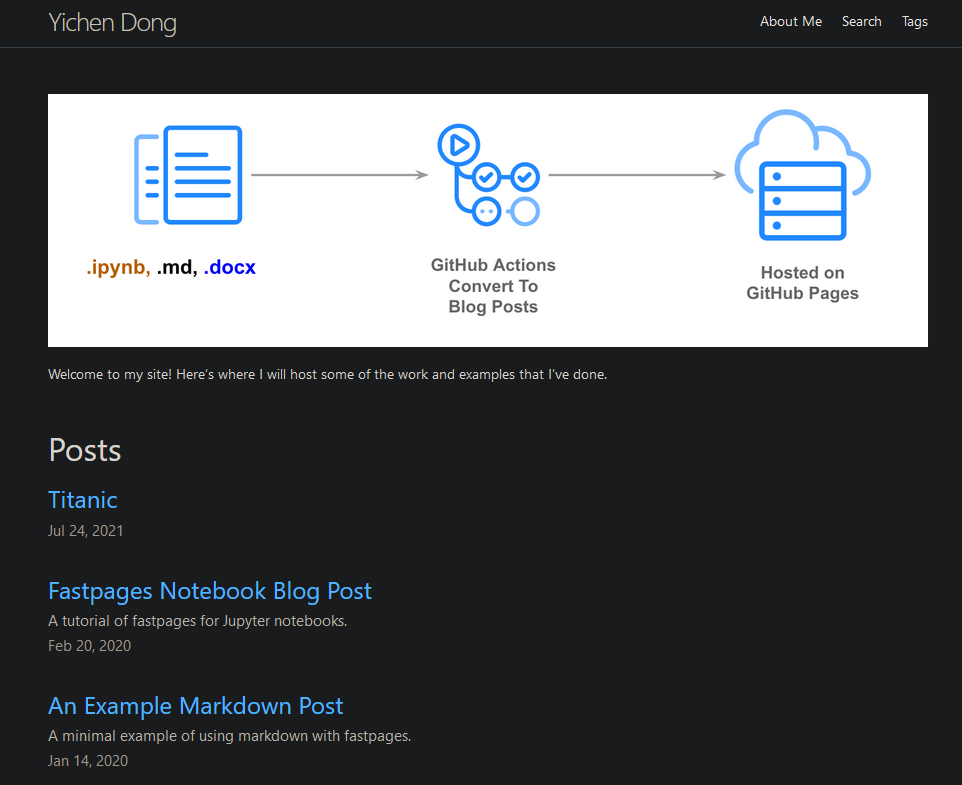 Yichen Dong
About Me Search Tags
.ipynb, .md, .docx
GitHub Actions
Convert To
Blog Posts
Hosted on
GitHub Pages
Welcome to my site! Here’s where I will host some of the work and examples that I’ve done.
Posts
Titanic
Jul 24, 2021
Fastpages Notebook Blog Post
A tutorial of fastpages for Jupyter notebooks.
Feb 20, 2020
An Example Markdown Post
A minimal example of using markdown with fastpages.
Jan 14, 2020